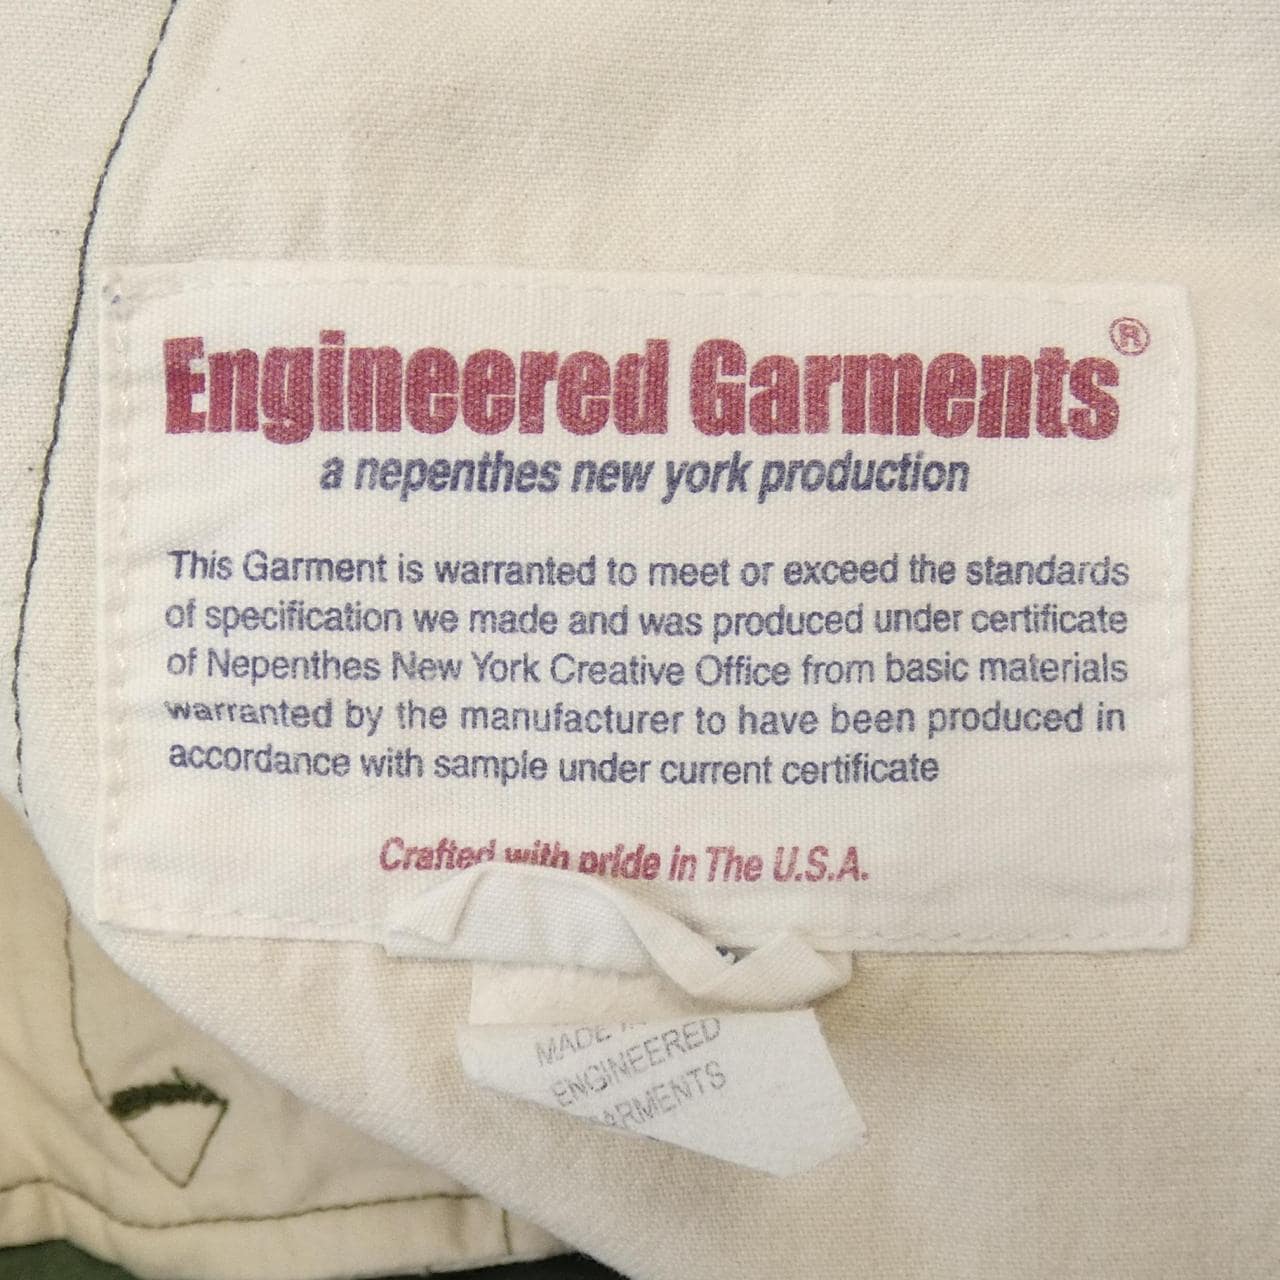 Engineered Garments®
a nepenthes new york production
This Garment is warranted to meet or exceed the standards
of specification we made and was produced under certificate
of Nepenthes New York Creative Office from basic materials
warranted by the manufacturer to have been produced in
accordance with sample under current certificate
Crafted with pride in The U.S.A.
MADE
ENGINEERED